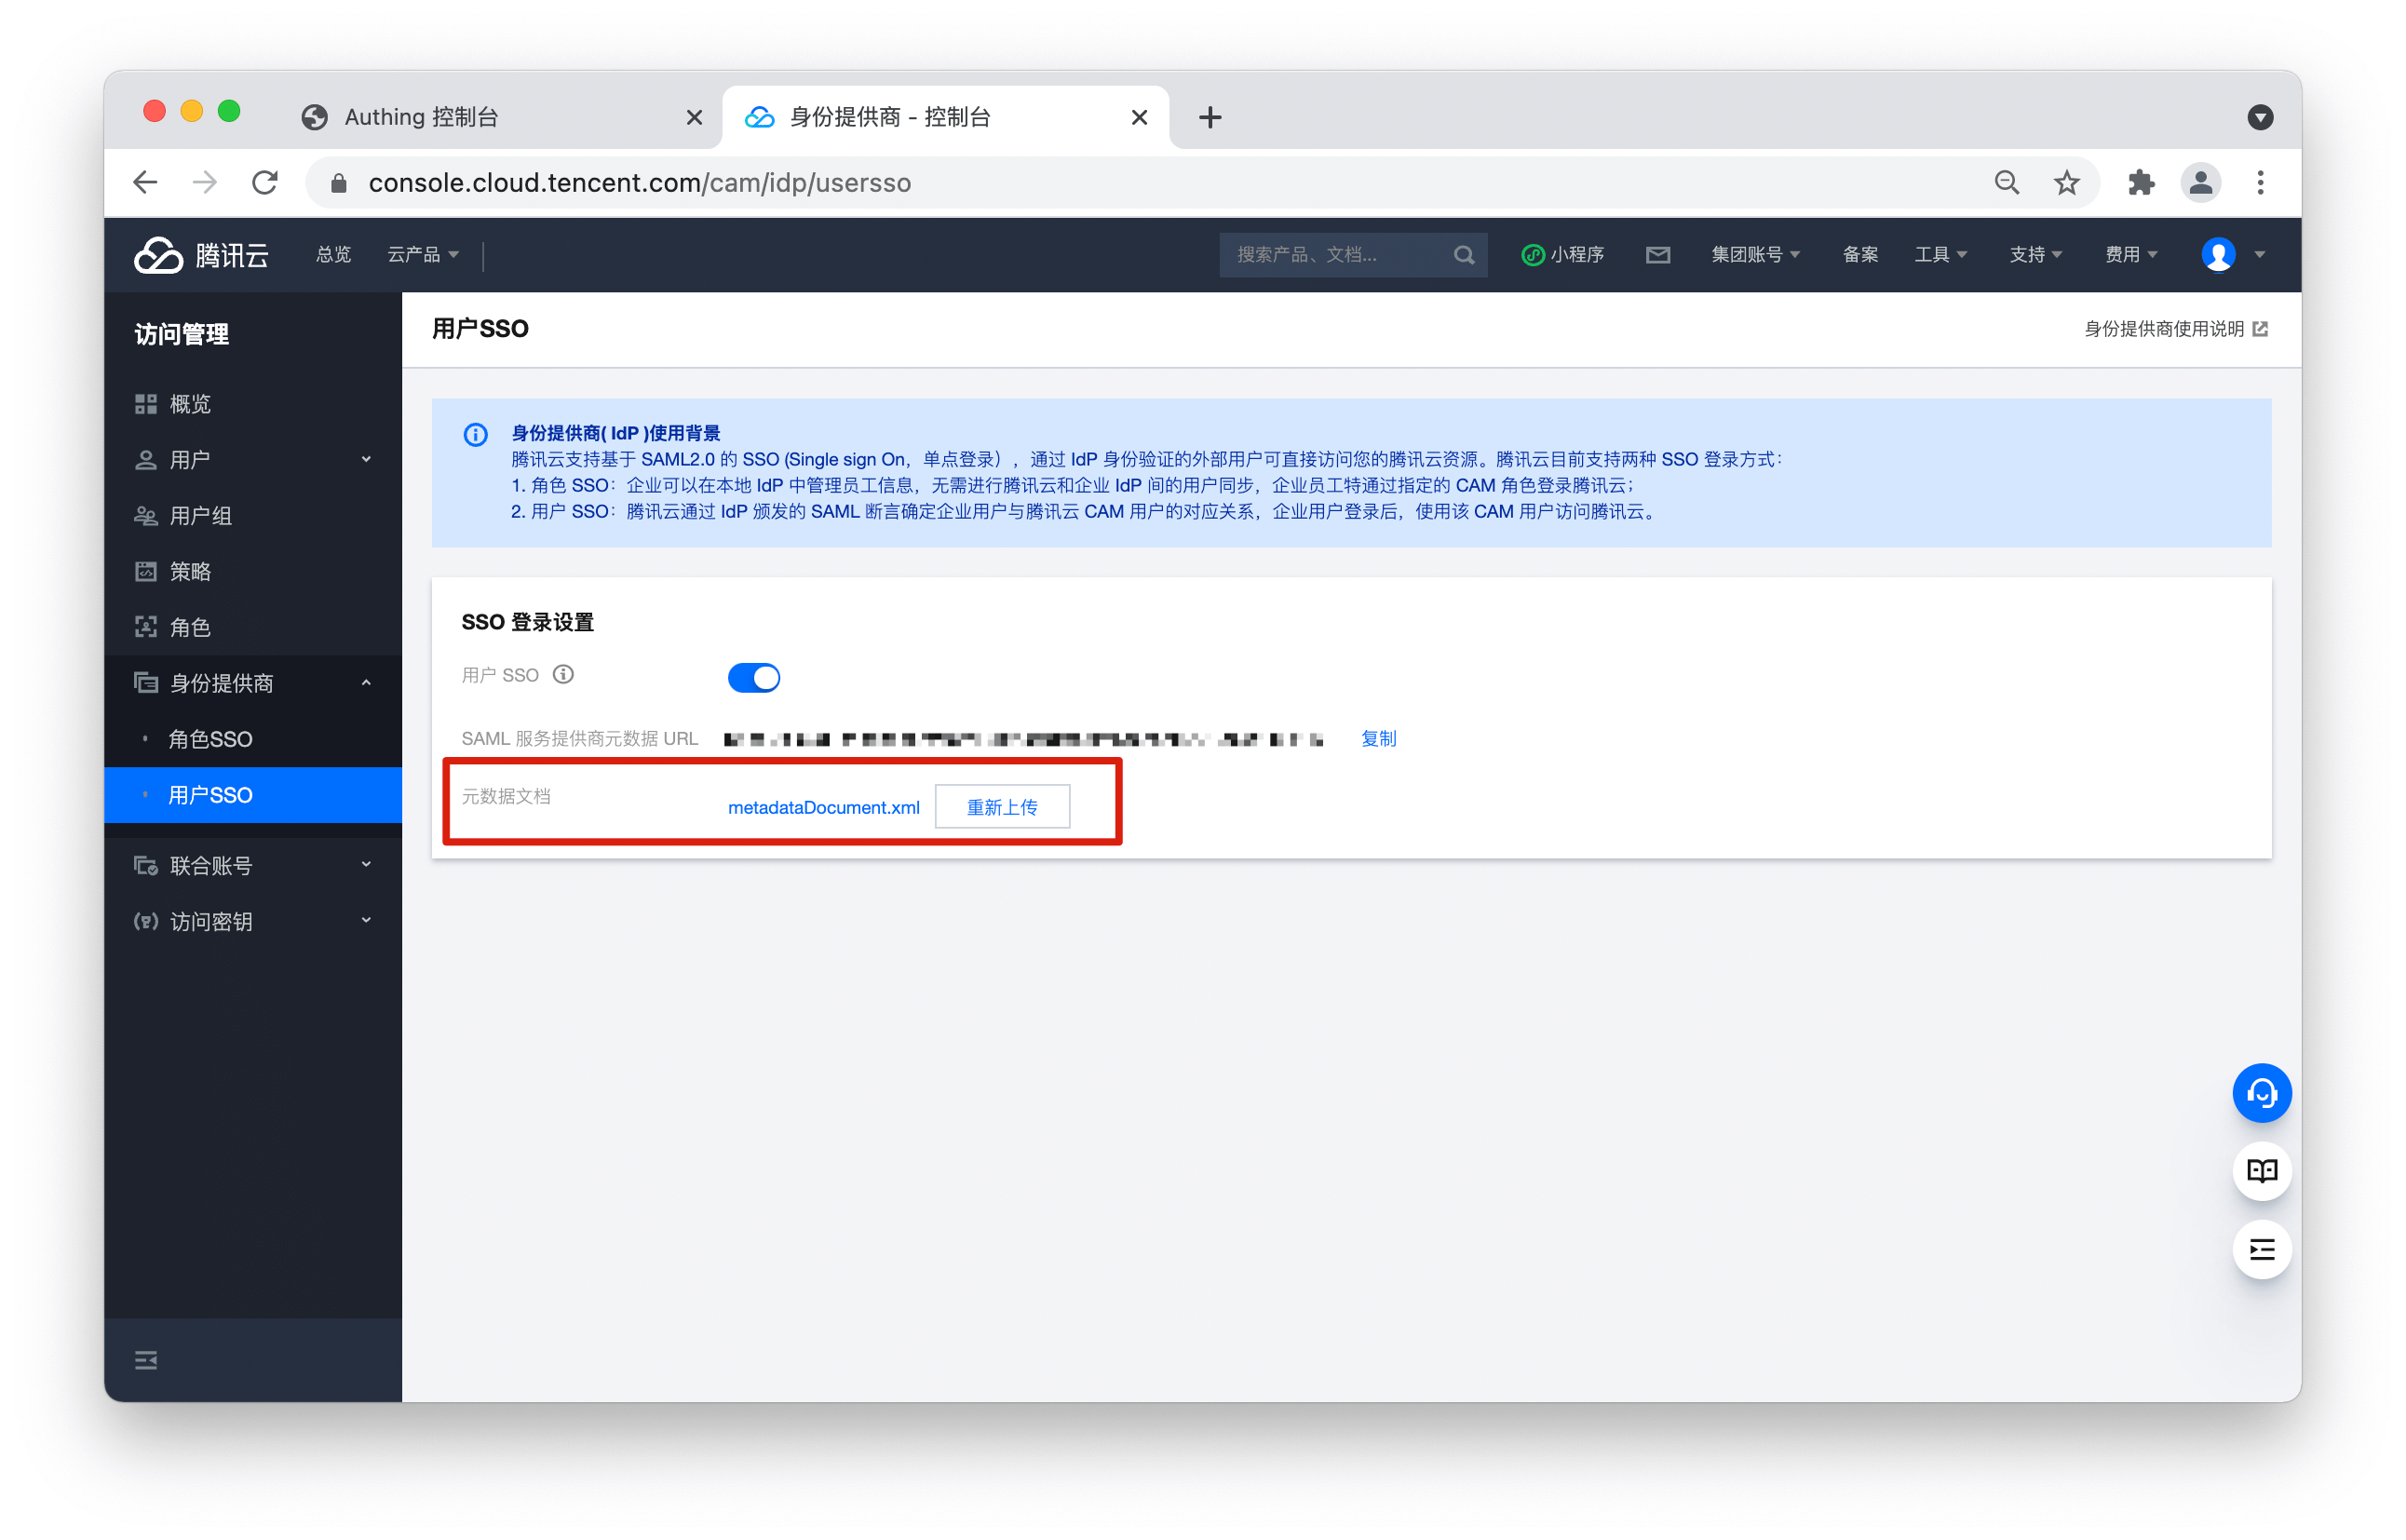 Authing 控制台
身份提供商 - 控制台
console.cloud.tencent.com/cam/idp/usersso
腾讯云
总览
云产品
搜索产品、文档...
小程序
集团账号
备案
工具
支持
费用
访问管理
概览
用户
用户组
策略
角色
身份提供商
角色SSO
用户SSO
联合账号
访问密钥
用户SSO
身份提供商使用说明
身份提供商( IdP )使用背景
腾讯云支持基于 SAML2.0 的 SSO (Single sign On，单点登录），通过 IdP 身份验证的外部用户可直接访问您的腾讯云资源。腾讯云目前支持两种 SSO 登录方式：
1. 角色 SSO：企业可以在本地 IdP 中管理员工信息，无需进行腾讯云和企业 IdP 间的用户同步，企业员工特通过指定的 CAM 角色登录腾讯云；
2. 用户 SSO：腾讯云通过 IdP 颁发的 SAML 断言确定企业用户与腾讯云 CAM 用户的对应关系，企业用户登录后，使用该 CAM 用户访问腾讯云。
SSO 登录设置
用户 SSO
SAML 服务提供商元数据 URL
复制
元数据文档
metadataDocument.xml
重新上传